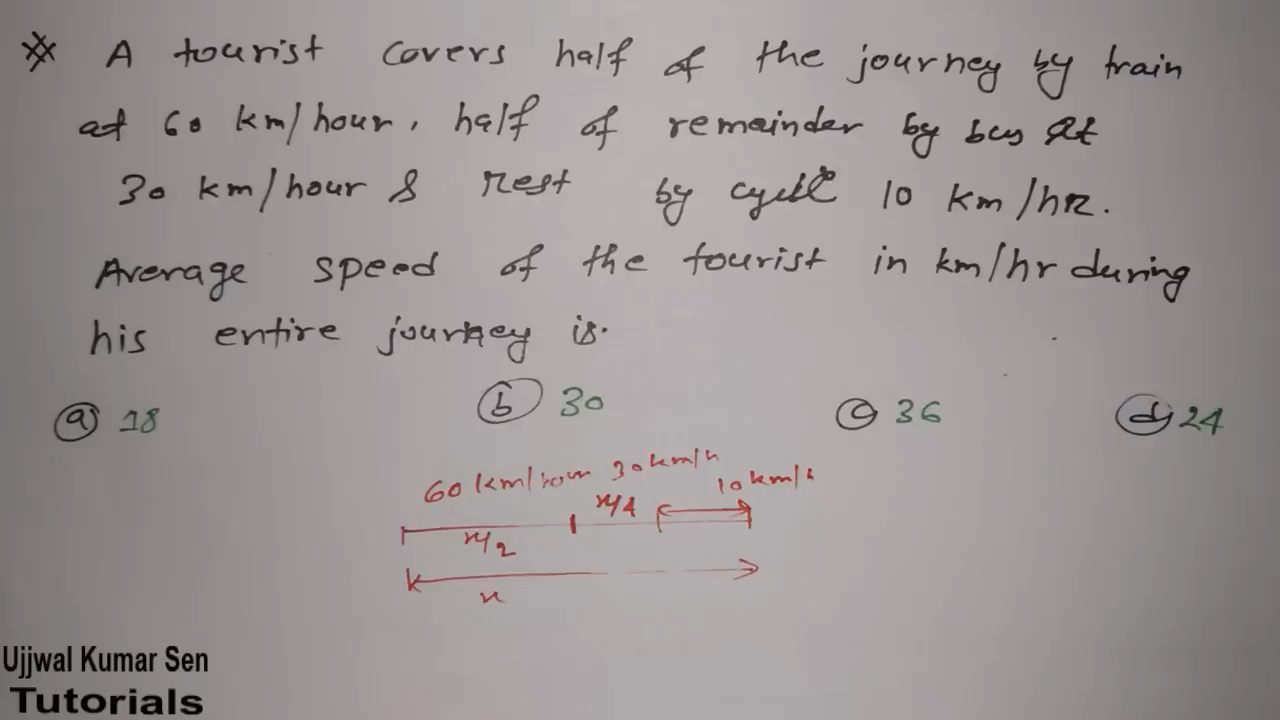 A tourist covers half of the journey by train
at 60 km/hour, half of remainder by bus at
30 km/hour & rest by cycle 10 km/hr.
Average speed of the tourist in km/hr during
his entire journey is.
(a) 18 (b) 30 (c) 36 (d) 24
60 km/hour 30 km/h 10 km/h
x/2 x/4
x
Ujjwal Kumar Sen
Tutorials